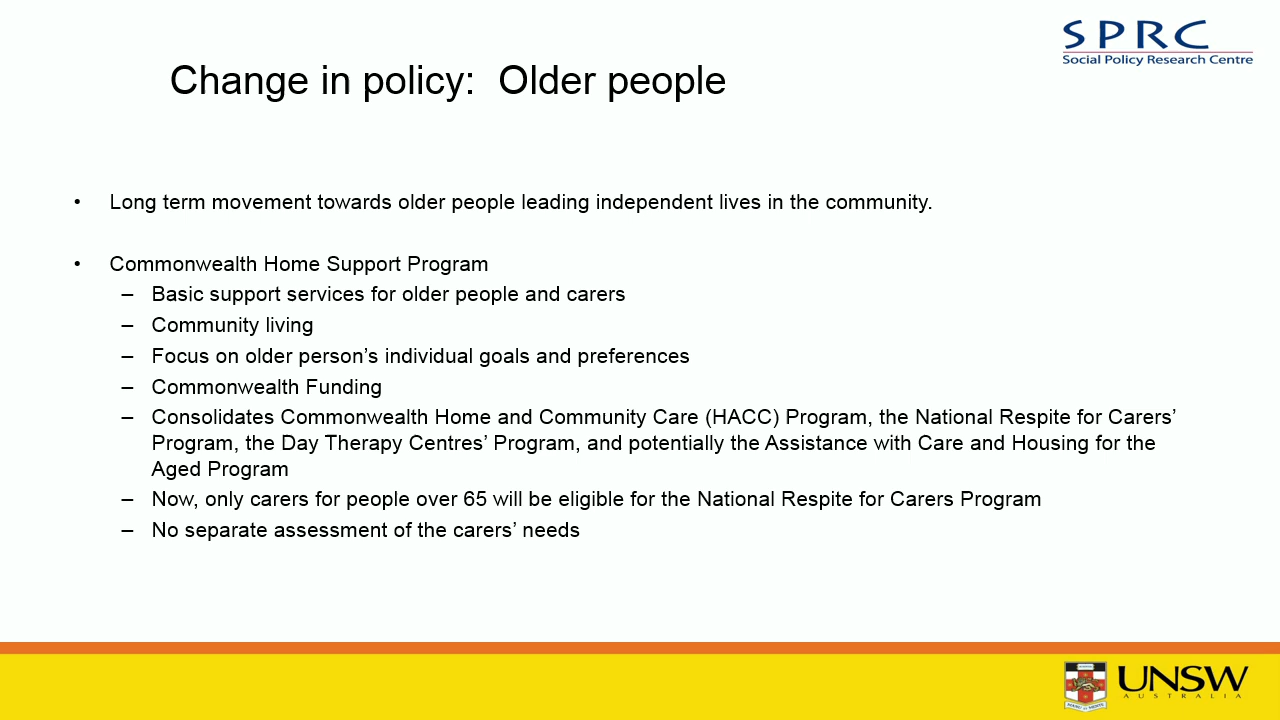 SPRC
Social Policy Research Centre
Change in policy:  Older people
• Long term movement towards older people leading independent lives in the community.
• Commonwealth Home Support Program
– Basic support services for older people and carers
– Community living
– Focus on older person’s individual goals and preferences
– Commonwealth Funding
– Consolidates Commonwealth Home and Community Care (HACC) Program, the National Respite for Carers’
Program, the Day Therapy Centres’ Program, and potentially the Assistance with Care and Housing for the
Aged Program
– Now, only carers for people over 65 will be eligible for the National Respite for Carers Program
– No separate assessment of the carers’ needs
UNSW
AUSTRALIA